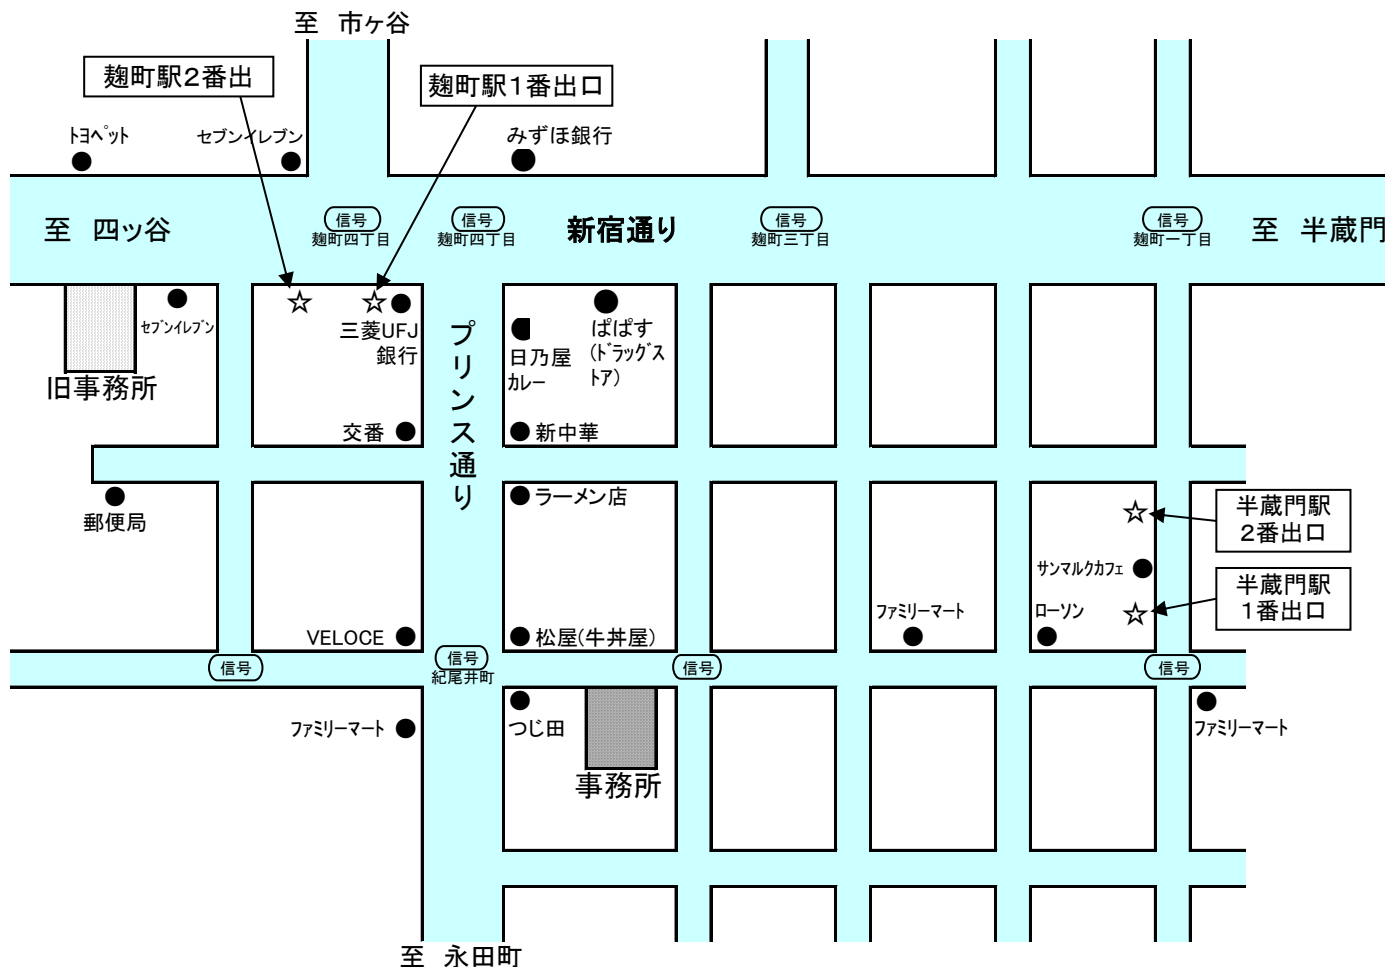 至　市ヶ谷
麹町駅２番出
麹町駅１番出口
ﾄﾖﾍﾟｯﾄ
セブンイレブン
みずほ銀行
至　四ッ谷
信号
麹町四丁目
信号
麹町四丁目
新宿通り
信号
麹町三丁目
信号
麹町一丁目
至　半蔵門
ｾﾌﾞﾝｲﾚﾌﾞﾝ
旧事務所
三菱UFJ
銀行
プリンス通り
日乃屋
ｶﾚｰ
ぱぱす
(ﾄﾞﾗｯｸﾞｽ
ﾄｱ)
交番
新中華
郵便局
ラーメン店
半蔵門駅
２番出口
サンマルクカフェ
半蔵門駅
１番出口
VELOCE
松屋(牛丼屋)
ファミリーマート
ローソン
信号
信号
紀尾井町
信号
信号
ファミリーマート
つじ田
事務所
ファミリーマート
至　永田町